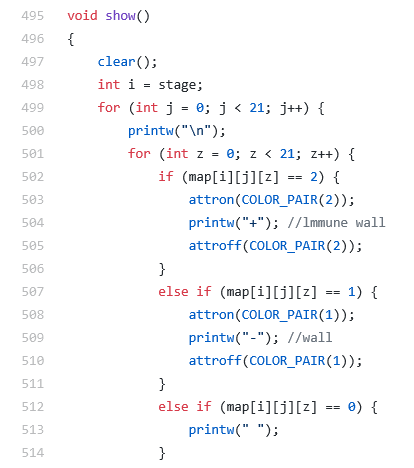 495 void show()
496 {
497     clear();
498     int i = stage;
499     for (int j = 0; j < 21; j++) {
500         printw("\n");
501         for (int z = 0; z < 21; z++) {
502             if (map[i][j][z] == 2) {
503                 attron(COLOR_PAIR(2));
504                 printw("+"); //lmmune wall
505                 attroff(COLOR_PAIR(2));
506             }
507             else if (map[i][j][z] == 1) {
508                 attron(COLOR_PAIR(1));
509                 printw("-"); //wall
510                 attroff(COLOR_PAIR(1));
511             }
512             else if (map[i][j][z] == 0) {
513                 printw(" ");
514             }